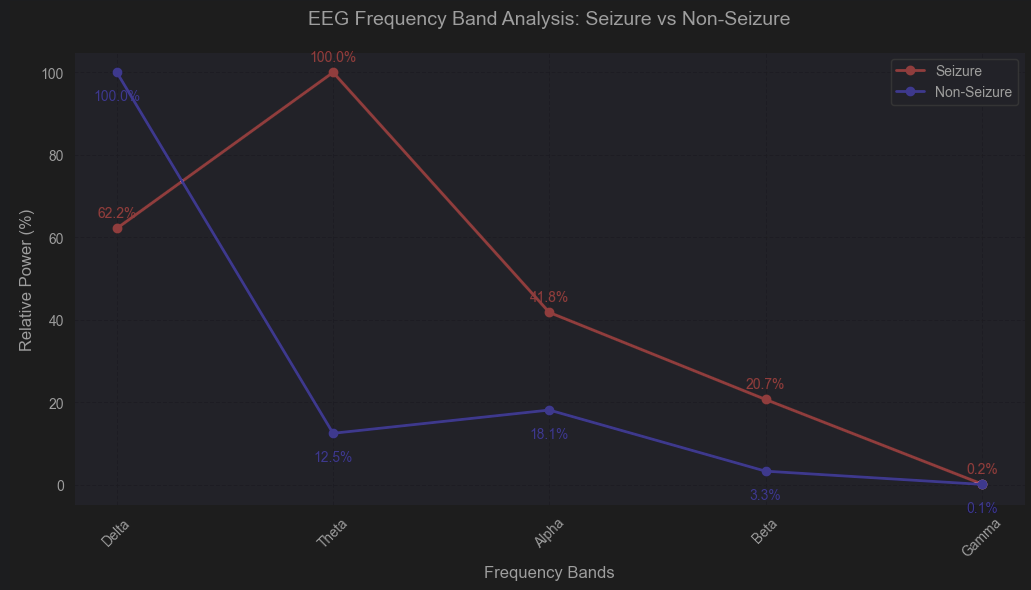 EEG Frequency Band Analysis: Seizure vs Non-Seizure
Relative Power (%)
100
80
60
40
20
0
Seizure
Non-Seizure
100.0%
100.0%
62.2%
41.8%
20.7%
12.5%
18.1%
3.3%
0.2%
0.1%
Delta
Theta
Alpha
Beta
Gamma
Frequency Bands